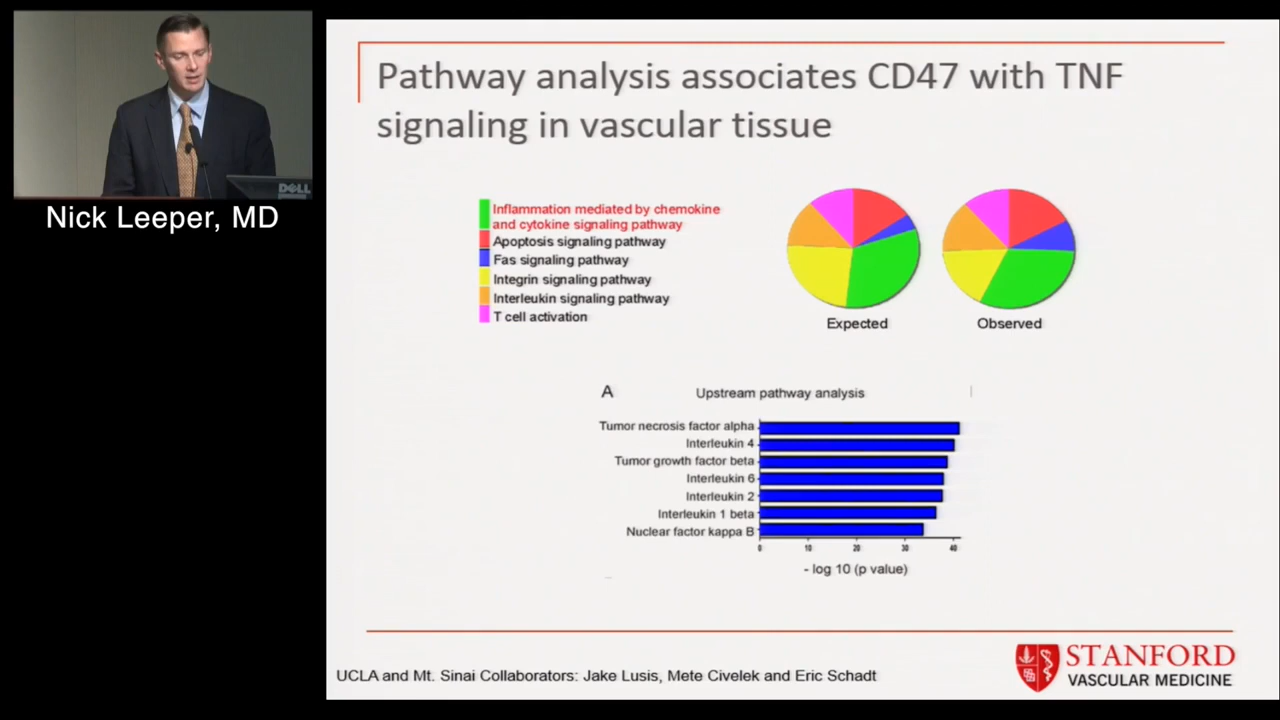 DELL
Nick Leeper, MD
Pathway analysis associates CD47 with TNF
signaling in vascular tissue
Inflammation mediated by chemokine
and cytokine signaling pathway
Apoptosis signaling pathway
Fas signaling pathway
Integrin signaling pathway
Interleukin signaling pathway
T cell activation
Expected
Observed
A
Upstream pathway analysis
Tumor necrosis factor alpha
Interleukin 4
Tumor growth factor beta
Interleukin 6
Interleukin 2
Interleukin 1 beta
Nuclear factor kappa B
0 10 20 30 40
- log 10 (p value)
UCLA and Mt. Sinai Collaborators: Jake Lusis, Mete Civelek and Eric Schadt
STANFORD
VASCULAR MEDICINE